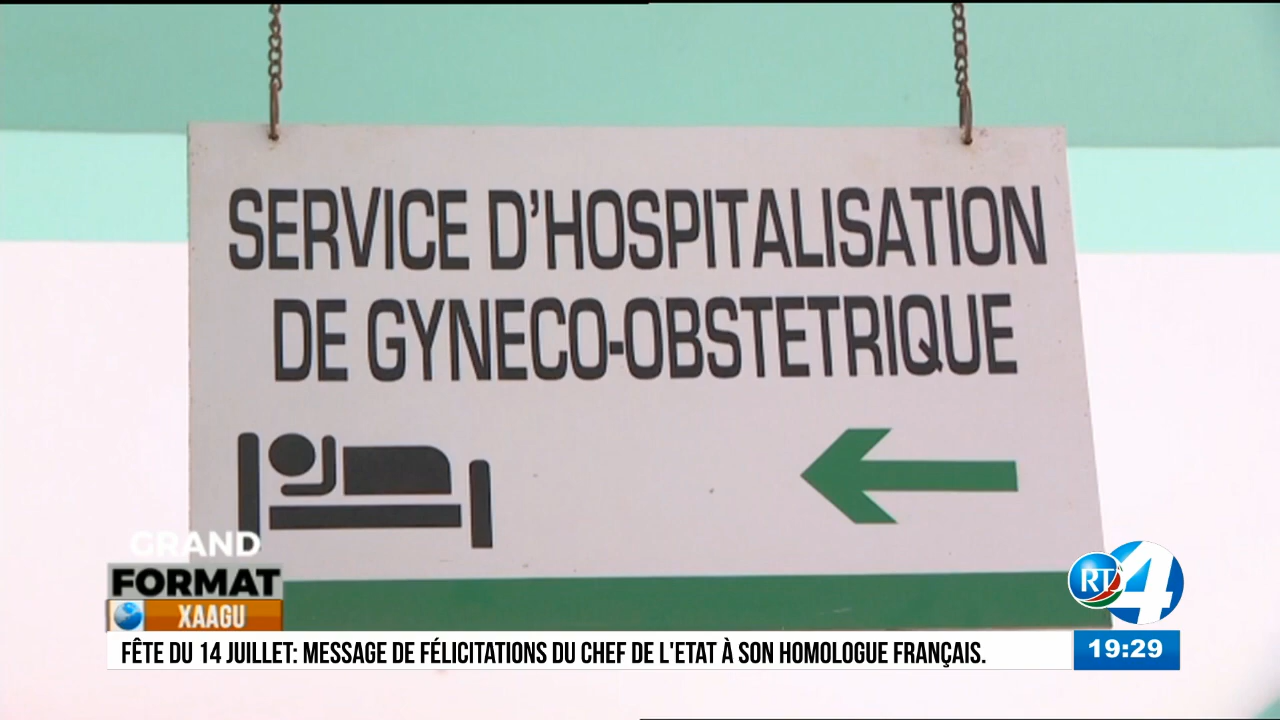 SERVICE D'HOSPITALISATION
DE GYNECO-OBSTETRIQUE
GRAND
FORMAT
XAAGU
RT
4
FÊTE DU 14 JUILLET: MESSAGE DE FÉLICITATIONS DU CHEF DE L'ETAT À SON HOMOLOGUE FRANÇAIS.
19:29